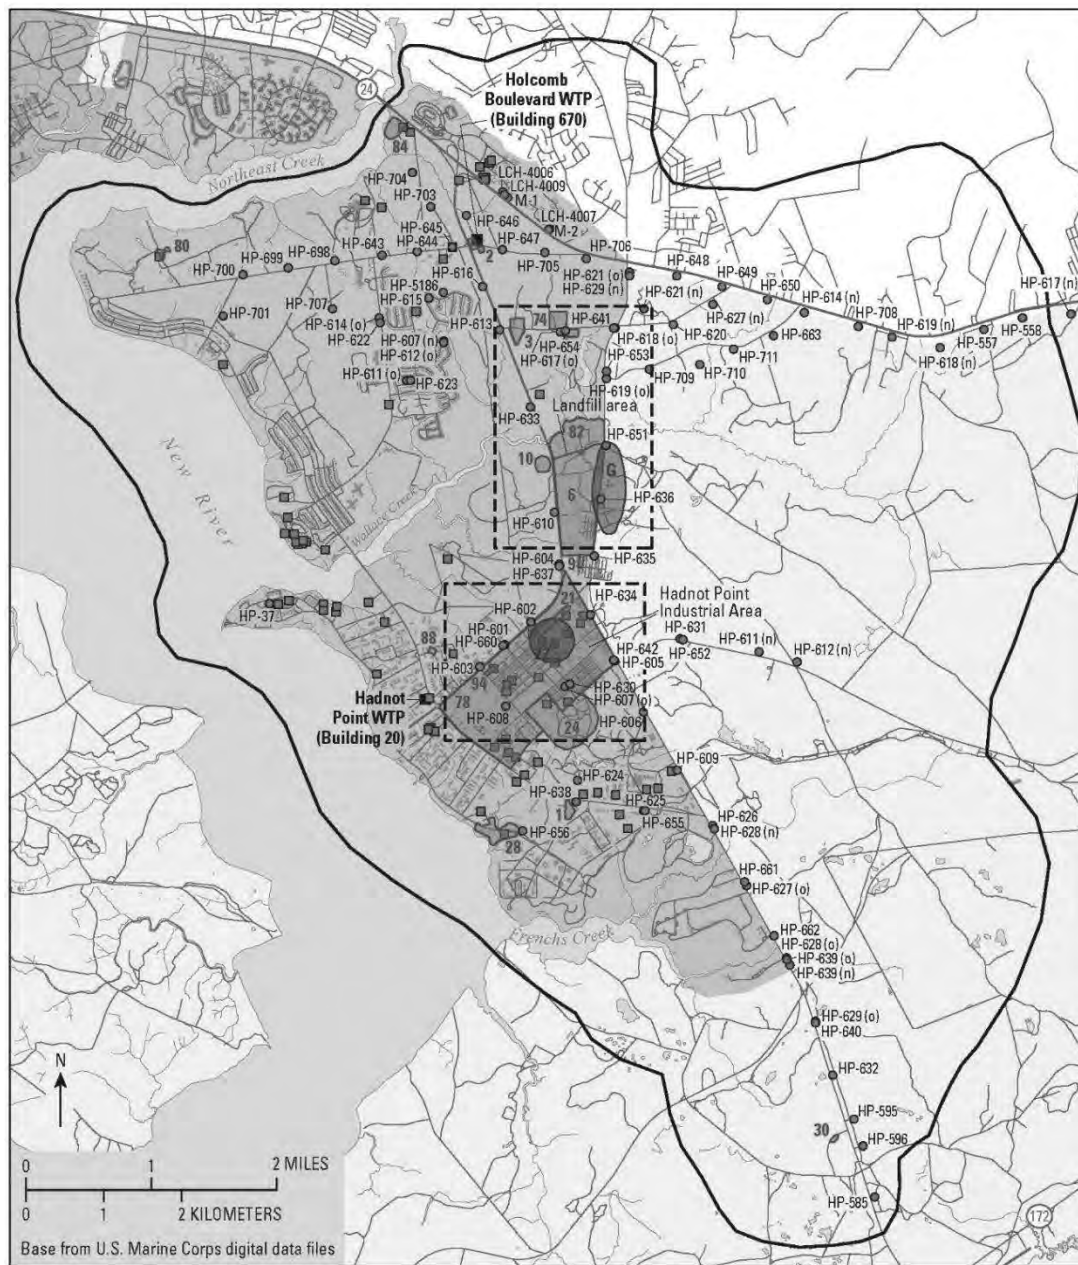 Holcomb
Boulevard WTP
(Building 670)
24
Northeast Creek
84
HP-704
LCH-4006
LCH-4009
M-1
HP-703
HP-646
LCH-4007
M-2
HP-645
HP-644
HP-643
HP-647
HP-706
80
HP-698
HP-699
HP-700
2
HP-705
HP-616
HP-621 (o)
HP-629 (n)
HP-648
HP-649
HP-5186
HP-615
HP-621 (n)
HP-650
HP-614 (n)
HP-617 (n)
HP-701
HP-707
HP-614 (o)
HP-622
HP-613
74
3
HP-641
HP-654
HP-617 (o)
HP-618 (o)
HP-627 (n)
HP-620
HP-663
HP-708
HP-619 (n)
HP-558
HP-557
HP-607 (n)
HP-612 (o)
HP-653
HP-711
HP-618 (n)
HP-611 (o)
HP-623
HP-619 (o)
HP-709
HP-710
HP-633
Landfill area
82
HP-651
10
G
6
HP-636
New River
Wallace Creek
HP-610
HP-604
HP-637
9
HP-635
21
HP-634
Hadnot Point
Industrial Area
HP-37
HP-602
HP-601
HP-660
88
HP-603
HP-631
HP-652
HP-611 (n)
HP-612 (n)
HP-642
HP-605
94
78
HP-630
HP-607 (o)
HP-608
HP-606
24
Hadnot
Point WTP
(Building 20)
HP-609
HP-624
HP-638
HP-625
1
HP-655
HP-626
HP-628 (n)
HP-656
28
HP-661
HP-627 (o)
Frenchs Creek
HP-662
HP-628 (o)
HP-639 (o)
HP-639 (n)
HP-629 (o)
HP-640
HP-632
HP-595
30
HP-596
HP-585
172
N
0 1 2 MILES
0 1 2 KILOMETERS
Base from U.S. Marine Corps digital data files